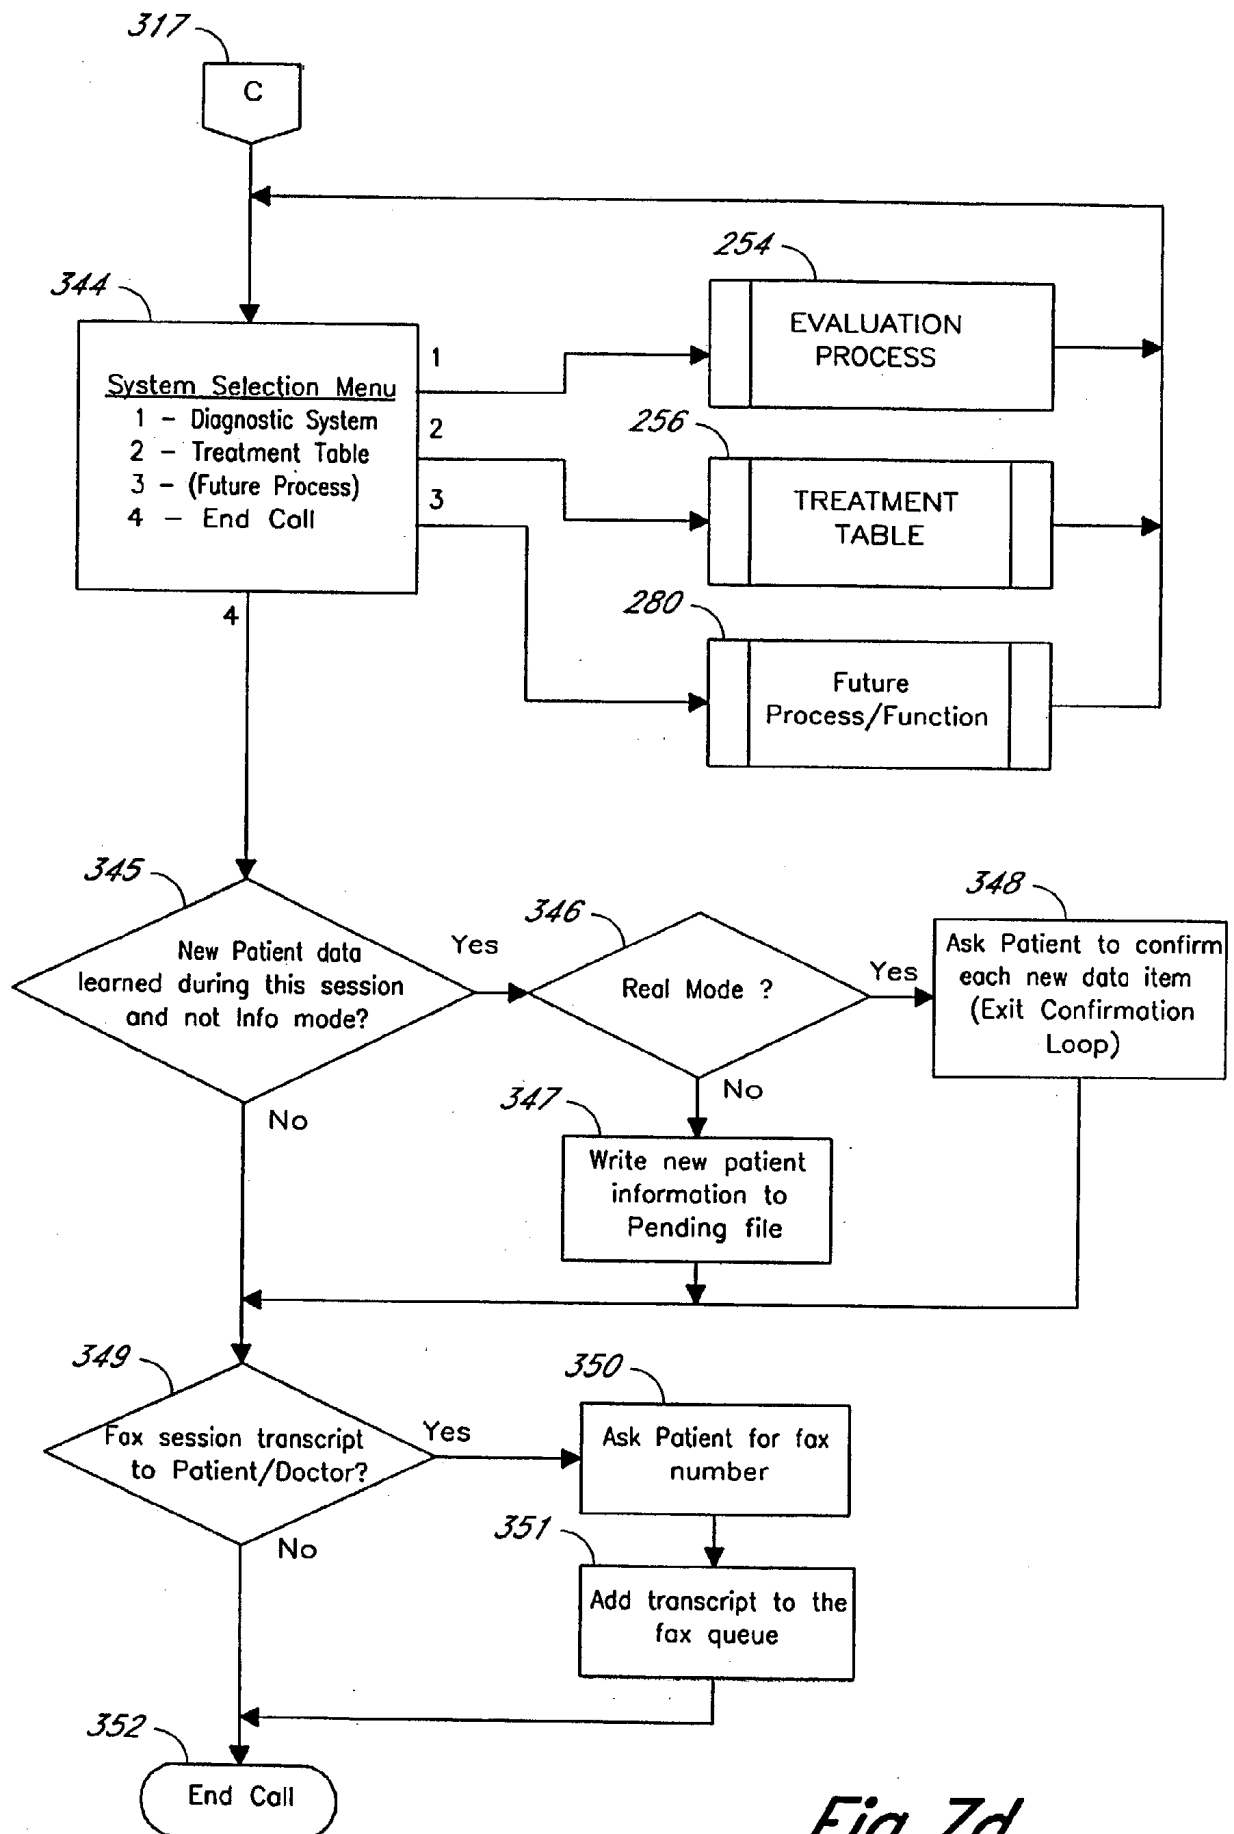 317
C
254
344
EVALUATION
PROCESS
1
System Selection Menu
1 - Diagnostic System
2 - Treatment Table
3 - (Future Process)
4 - End Call
2
256
3
TREATMENT
TABLE
280
4
Future
Process/Function
345
New Patient data
learned during this session
and not Info mode?
Yes
346
Real Mode ?
Yes
348
Ask Patient to confirm
each new data item
(Exit Confirmation
Loop)
No
No
347
Write new patient
information to
Pending file
349
Fax session transcript
to Patient/Doctor?
Yes
350
Ask Patient for fax
number
No
351
Add transcript to the
fax queue
352
End Call
Fig. 7d